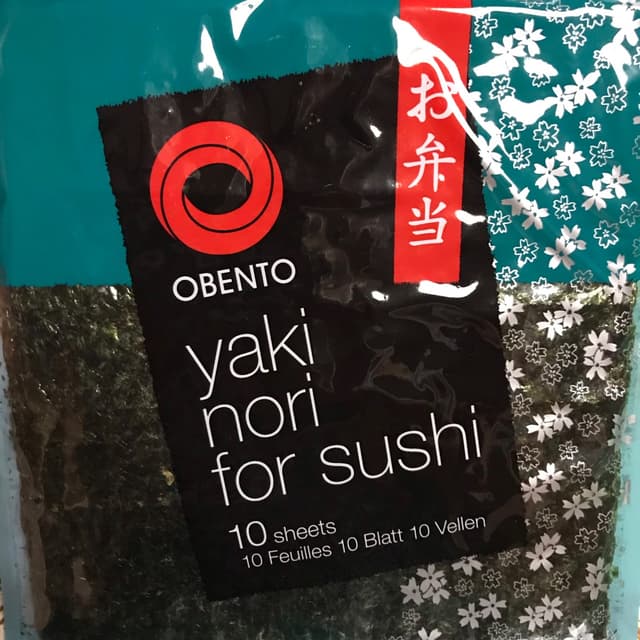 お弁当
OBENTO
yaki
nori
for sushi
10 sheets
10 Feuilles 10 Blatt 10 Vellen